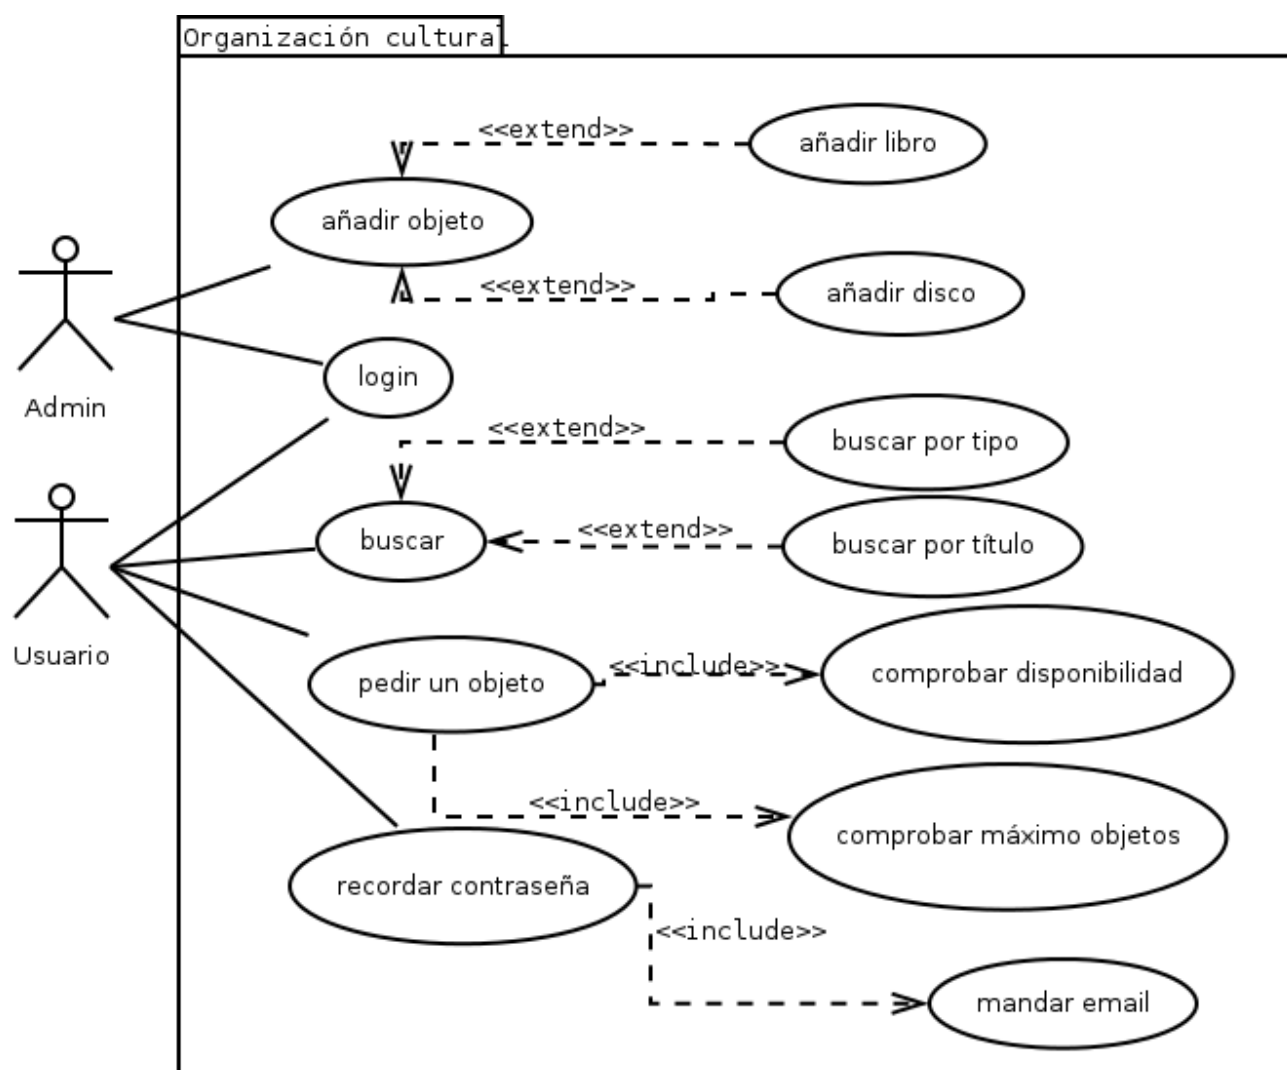 Organización cultural
<<extend>>
añadir libro
añadir objeto
<<extend>>
añadir disco
login
Admin
<<extend>>
buscar por tipo
<<extend>>
buscar
buscar por título
Usuario
<<include>>
pedir un objeto
comprobar disponibilidad
<<include>>
comprobar máximo objetos
recordar contraseña
<<include>>
mandar email